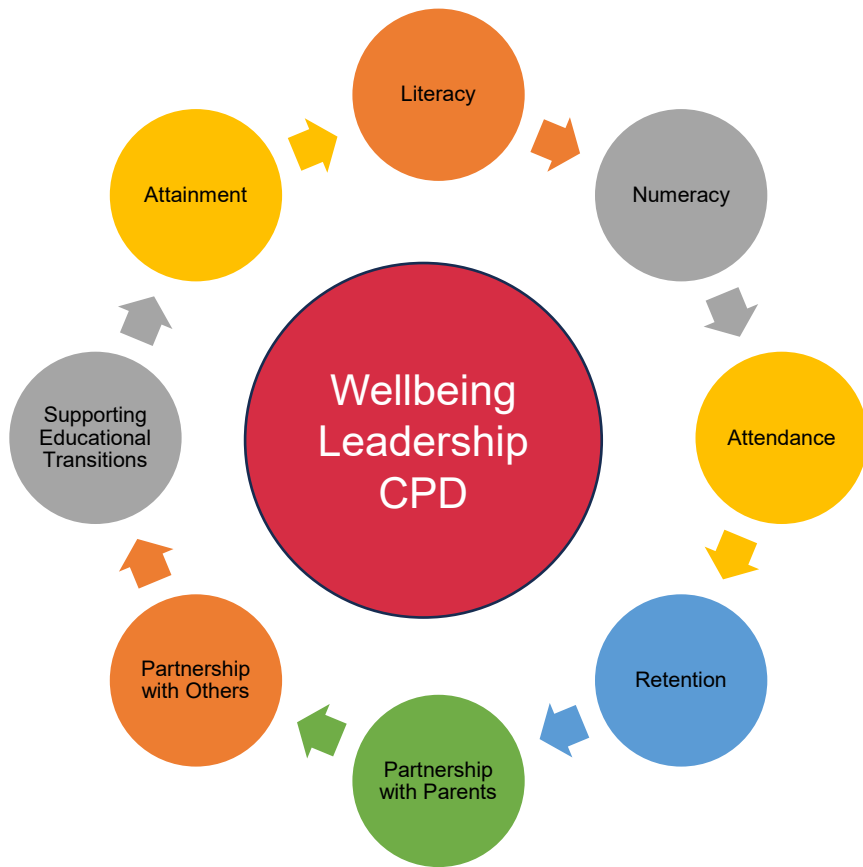 Literacy
Numeracy
Attendance
Retention
Partnership
with Parents
Partnership
with Others
Supporting
Educational
Transitions
Attainment
Wellbeing
Leadership
CPD